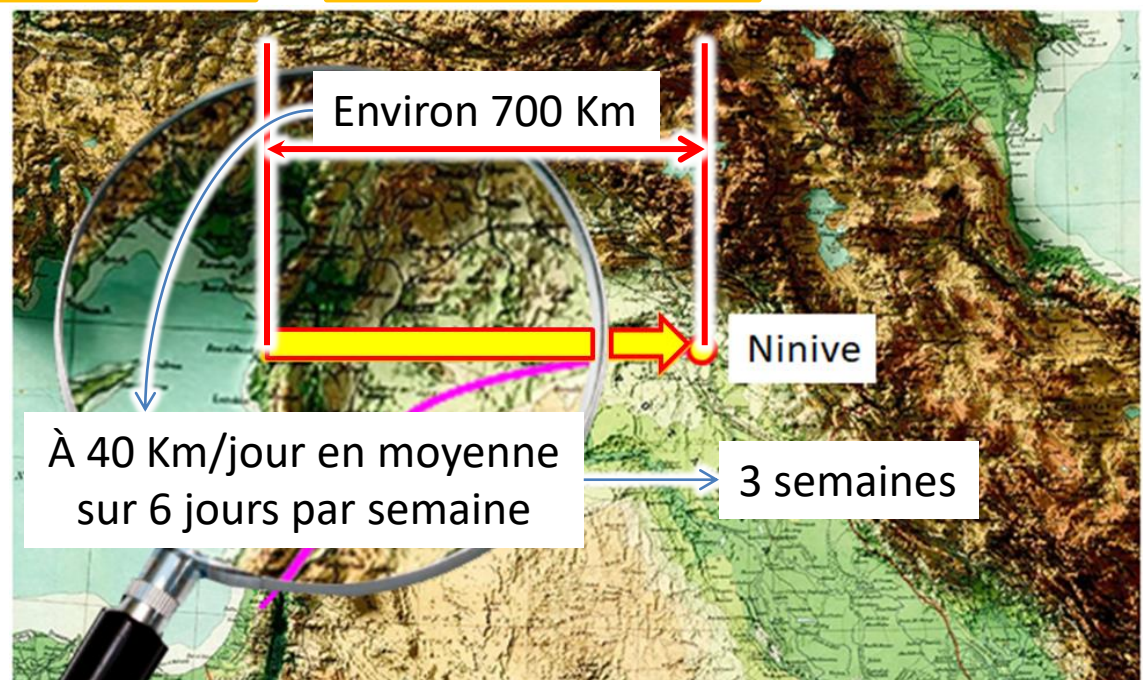 Environ 700 Km
Ninive
À 40 Km/jour en moyenne
sur 6 jours par semaine
3 semaines